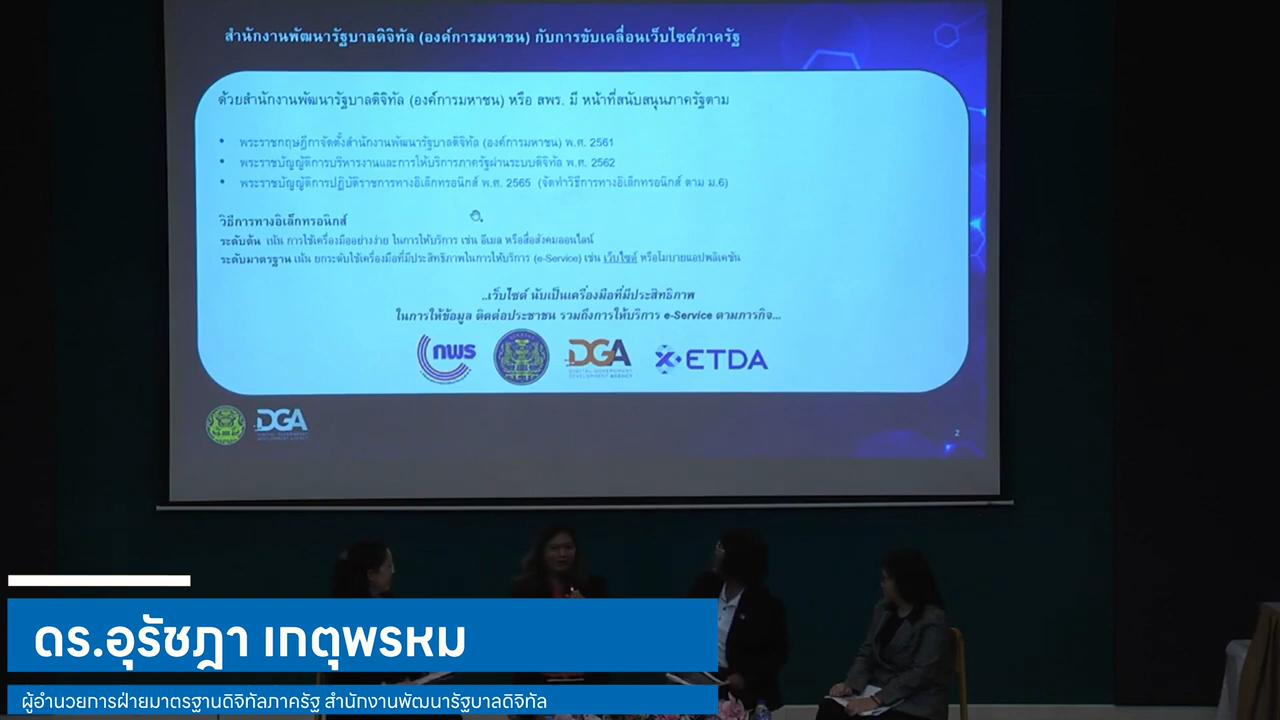 สำนักงานพัฒนารัฐบาลดิจิทัล (องค์การมหาชน) กับการขับเคลื่อนเว็บไซต์ภาครัฐ
ด้วยสำนักงานพัฒนารัฐบาลดิจิทัล (องค์การมหาชน) หรือ สพร. มี หน้าที่สนับสนุนภาครัฐตาม
• พระราชกฤษฎีกาจัดตั้งสำนักงานพัฒนารัฐบาลดิจิทัล (องค์การมหาชน) พ.ศ. 2561
• พระราชบัญญัติการบริหารงานและการให้บริการภาครัฐผ่านระบบดิจิทัล พ.ศ. 2562
• พระราชบัญญัติการปฏิบัติราชการทางอิเล็กทรอนิกส์ พ.ศ. 2565 (จัดทำวิธีการทางอิเล็กทรอนิกส์ ตาม ม.6)
วิธีการทางอิเล็กทรอนิกส์
ระดับต้น เน้น การใช้เครื่องมืออย่างง่าย ในการให้บริการ เช่น อีเมล หรือสื่อสังคมออนไลน์
ระดับมาตรฐาน เน้น ยกระดับใช้เครื่องมือที่มีประสิทธิภาพในการให้บริการ (e-Service) เช่น เว็บไซต์ หรือโมบายแอปพลิเคชัน
..เว็บไซต์ นับเป็นเครื่องมือที่มีประสิทธิภาพ
ในการให้ข้อมูล ติดต่อประชาชน รวมถึงการให้บริการ e-Service ตามภารกิจ...
กพร DGA ETDA
DIGITAL GOVERNMENT
DEVELOPMENT AGENCY
DGA
DIGITAL GOVERNMENT
DEVELOPMENT AGENCY
2
ดร.อุรัชฎา เกตุพรหม
ผู้อำนวยการฝ่ายมาตรฐานดิจิทัลภาครัฐ สำนักงานพัฒนารัฐบาลดิจิทัล